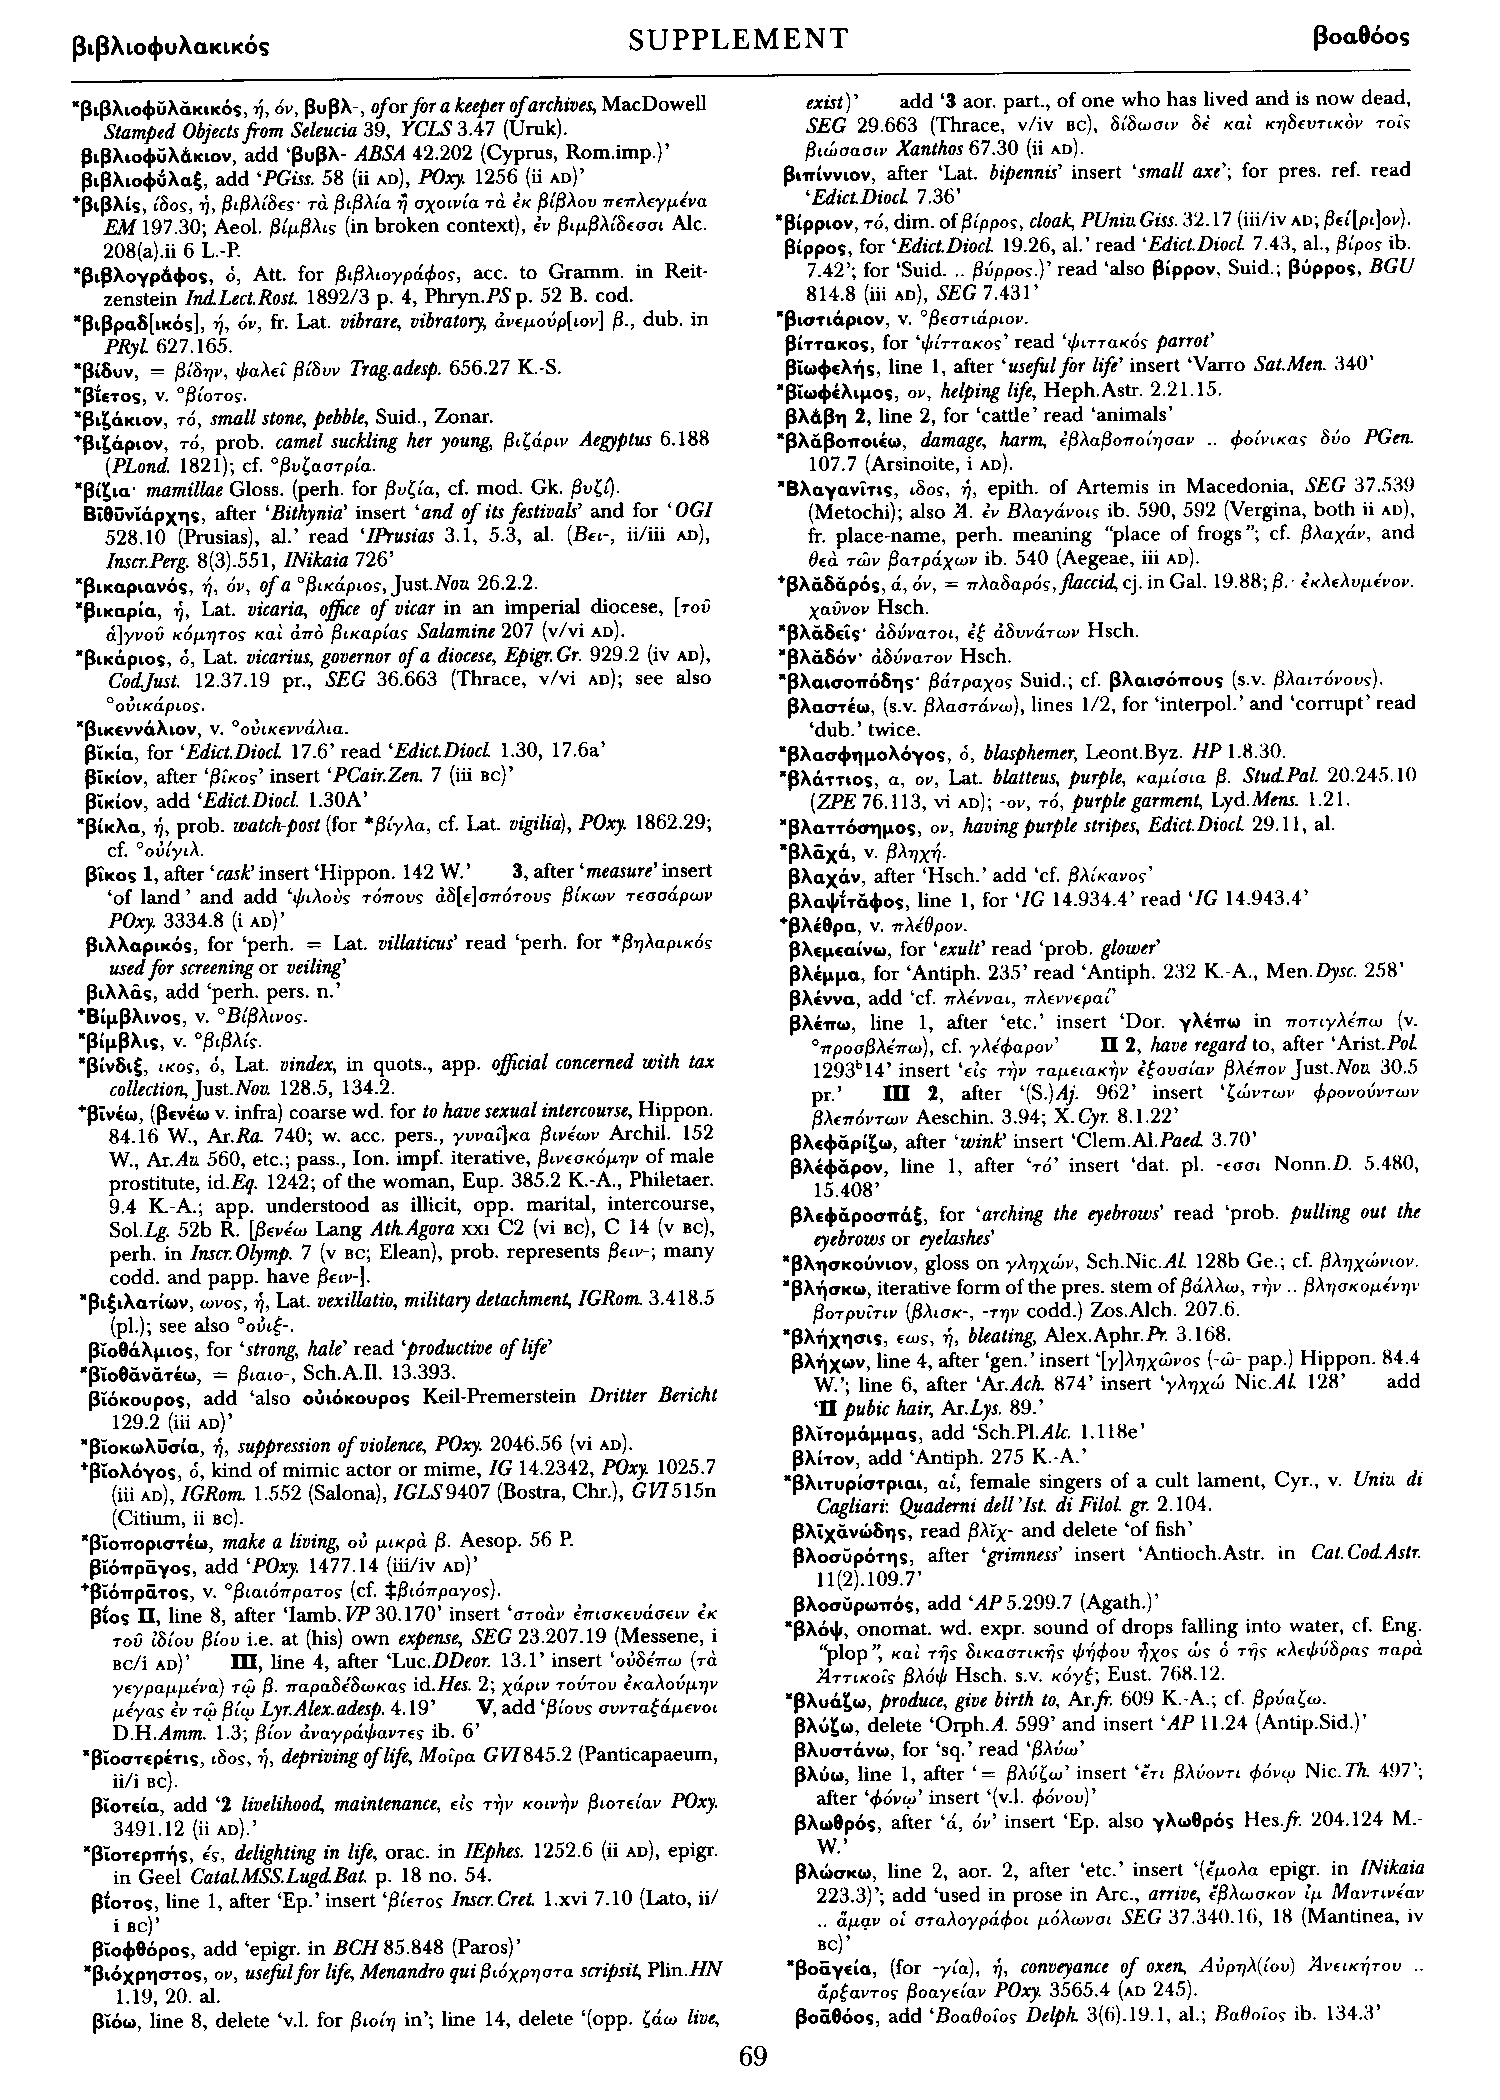 βιβλιοφυλακικός SUPPLEMENT βοαθόος
*βιβλιοφῠλᾰκικός, ή, όν, βυβλ-, of or for a keeper of archives, MacDowell
Stamped Objects from Seleucia 39, YCLS 3.47 (Uruk).
βιβλιοφῠλάκιον, add ‘βυβλ- ABSA 42.202 (Cyprus, Rom.imp.)’
βιβλιοφύλαξ, add ‘PGiss. 58 (ii AD), POxy. 1256 (ii AD)’
⁺βιβλίς, ίδος, ἡ, βιβλίδες· τὰ βιβλία ἢ σχοινία τὰ ἐκ βίβλου πεπλεγμένα
EM 197.30; Aeol. βίμβλις (in broken context), ἐν βιμβλίδεσσι Alc.
208(a).ii 6 L.-P.
*βιβλογράφος, ὁ, Att. for βιβλιογράφος, acc. to Gramm. in Reit-
zenstein Ind.Lect.Rost. 1892/3 p. 4, Phryn.PS p. 52 B. cod.
*βιβραδ[ικός], ή, όν, fr. Lat. vibrare, vibratory, ἀνεμούρ[ιον] β., dub. in
PRyl. 627.165.
*βίδυν, = βίδην, ψαλεῖ βίδυν Trag.adesp. 656.27 K.-S.
*βίετος, v. °βίοτος.
*βιζάκιον, τό, small stone, pebble, Suid., Zonar.
⁺βιζάριον, τό, prob. camel suckling her young, βιζάριν Aegyptus 6.188
(PLond. 1821); cf. °βυζαστρία.
*βίζια· mamillae Gloss. (perh. for βυζία, cf. mod. Gk. βυζί).
Βῑθῡνῐάρχης, after ‘Bithynia’ insert ‘and of its festivals’ and for ‘OGI
528.10 (Prusias), al.’ read ‘IPrusias 3.1, 5.3, al. (Βει-, ii/iii AD),
Inscr.Perg. 8(3).551, INikaia 726’
*βικαριανός, ή, όν, of a °βικάριος, Just.Nov. 26.2.2.
*βικαρία, ἡ, Lat. vicaria, office of vicar in an imperial diocese, [τοῦ
ἁ]γνοῦ κόμητος καὶ ἀπὸ βικαρίας Salamine 207 (v/vi AD).
*βικάριος, ὁ, Lat. vicarius, governor of a diocese, Epigr.Gr. 929.2 (iv AD),
Cod.Just. 12.37.19 pr., SEG 36.663 (Thrace, v/vi AD); see also
°οὐικάριος.
*βικεννάλιον, v. °οὐικεννάλια.
βῐκία, for ‘Edict.Diocl. 17.6’ read ‘Edict.Diocl. 1.30, 17.6a’
βῑκίον, after ‘βῖκος’ insert ‘PCair.Zen. 7 (iii BC)’
βῐκίον, add ‘Edict.Diocl. 1.30A’
*βίκλα, ἡ, prob. watch-post (for *βίγλα, cf. Lat. vigilia), POxy. 1862.29;
cf. °οὐίγιλ.
βῖκος 1, after ‘cask’ insert ‘Hippon. 142 W.’ 3, after ‘measure’ insert
‘of land’ and add ‘ψιλοὺς τόπους ἀδ[ε]σπότους βίκων τεσσάρων
POxy. 3334.8 (i AD)’
βιλλαρικός, for ‘perh. = Lat. villaticus’ read ‘perh. for *βηλαρικός
used for screening or veiling’
βιλλᾶς, add ‘perh. pers. n.’
⁺Βίμβλινος, v. °Βίβλινος.
*βίμβλις, v. °βιβλίς.
*βίνδιξ, ικος, ὁ, Lat. vindex, in quots., app. official concerned with tax
collection, Just.Nov. 128.5, 134.2.
⁺βῑνέω, (βενέω v. infra) coarse wd. for to have sexual intercourse, Hippon.
84.16 W., Ar.Ra. 740; w. acc. pers., γυναῖ]κα βινέων Archil. 152
W., Ar.Av. 560, etc.; pass., Ion. impf. iterative, βινεσκόμην of male
prostitute, id.Eq. 1242; of the woman, Eup. 385.2 K.-A., Philetaer.
9.4 K.-A.; app. understood as illicit, opp. marital, intercourse,
Sol.Lg. 52b R. [βενέω Lang Ath.Agora xxi C2 (vi BC), C 14 (v BC),
perh. in Inscr.Olymp. 7 (v BC; Elean), prob. represents βειν-; many
codd. and papp. have βειν-].
*βιξιλατίων, ωνος, ἡ, Lat. vexillatio, military detachment, IGRom. 3.418.5
(pl.); see also °οὐιξ-.
βῐοθάλμιος, for ‘strong, hale’ read ‘productive of life’
*βῐοθᾰνᾰτέω, = βιαιο-, Sch.A.Il. 13.393.
βῐόκουρος, add ‘also οὐιόκουρος Keil-Premerstein Dritter Bericht
129.2 (iii AD)’
*βῐοκωλῡσία, ἡ, suppression of violence, POxy. 2046.56 (vi AD).
⁺βῐολόγος, ὁ, kind of mimic actor or mime, IG 14.2342, POxy. 1025.7
(iii AD), IGRom. 1.552 (Salona), IGLS 9407 (Bostra, Chr.), GVI 515n
(Citium, ii BC).
*βῐοποριστέω, make a living, οὐ μικρὰ β. Aesop. 56 P.
βῐόπρᾱγος, add ‘POxy. 1477.14 (iii/iv AD)’
⁺βῐόπρᾱτος, v. °βιαιόπρατος (cf. ‡βιόπραγος).
βίος II, line 8, after ‘Iamb.VP 30.170’ insert ‘στοὰν ἐπισκευάσειν ἐκ
τοῦ ἰδίου βίου i.e. at (his) own expense, SEG 23.207.19 (Messene, i
BC/i AD)’ III, line 4, after ‘Luc.DDeor. 13.1’ insert ‘οὐδέπω (τὰ
γεγραμμένα) τῷ β. παραδέδωκας id.Hes. 2; χάριν τούτου ἐκαλούμην
μέγας ἐν τῷ βίῳ Lyr.Alex.adesp. 4.19’ V, add ‘βίους συνταξάμενοι
D.H.Amm. 1.3; βίον ἀναγράψαντες ib. 6’
*βῐοστερέτις, ιδος, ἡ, depriving of life, Μοῖρα GVI 845.2 (Panticapaeum,
ii/i BC).
βῐοτεία, add ‘2 livelihood, maintenance, εἰς τὴν κοινὴν βιοτείαν POxy.
3491.12 (ii AD).’
*βῐοτερπής, ές, delighting in life, orac. in IEphes. 1252.6 (ii AD), epigr.
in Geel Catal.MSS.Lugd.Bat. p. 18 no. 54.
βίοτος, line 1, after ‘Ep.’ insert ‘βίετος Inscr.Cret. 1.xvi 7.10 (Lato, ii/
i BC)’
βῐοφθόρος, add ‘epigr. in BCH 85.848 (Paros)’
*βιόχρηστος, ον, useful for life, Menandro qui βιόχρηστα scripsit, Plin.HN
1.19, 20. al.
βῐόω, line 8, delete ‘v.l. for βιοίη in’; line 14, delete ‘(opp. ζάω live,
exist)’ add ‘3 aor. part., of one who has lived and is now dead,
SEG 29.663 (Thrace, v/iv BC), δίδωσιν δὲ καὶ κηδευτικὸν τοῖς
βιώσασιν Xanthos 67.30 (ii AD).
βιπίννιον, after ‘Lat. bipennis’ insert ‘small axe’; for pres. ref. read
‘Edict.Diocl. 7.36’
*βίρριον, τό, dim. of βίρρος, cloak, PUniv.Giss. 32.17 (iii/iv AD; βεί[ρι]ον).
βίρρος, for ‘Edict.Diocl. 19.26, al.’ read ‘Edict.Diocl. 7.43, al., βίρος ib.
7.42’; for ‘Suid. .. βύρρος.)’ read ‘also βίρρον, Suid.; βύρρος, BGU
814.8 (iii AD), SEG 7.431’
*βιστιάριον, v. °βεστιάριον.
βίττακος, for ‘ψίττακος’ read ‘ψιττακός parrot’
βῐωφελής, line 1, after ‘useful for life’ insert ‘Varro Sat.Men. 340’
*βῐωφέλιμος, ον, helping life, Heph.Astr. 2.21.15.
βλάβη 2, line 2, for ‘cattle’ read ‘animals’
*βλᾰβοποιέω, damage, harm, ἐβλαβοποίησαν .. φοίνικας δύο PGen.
107.7 (Arsinoite, i AD).
*Βλαγανῖτις, ιδος, ἡ, epith. of Artemis in Macedonia, SEG 37.539
(Metochi); also Ἀ. ἐν Βλαγάνοις ib. 590, 592 (Vergina, both ii AD),
fr. place-name, perh. meaning “place of frogs”; cf. βλαχάν, and
θεὰ τῶν βατράχων ib. 540 (Aegeae, iii AD).
⁺βλᾰδᾰρός, ά, όν, = πλαδαρός, flaccid, cj. in Gal. 19.88; β.· ἐκλελυμένον.
χαῦνον Hsch.
*βλᾰδεῖς· ἀδύνατοι, ἐξ ἀδυνάτων Hsch.
*βλᾰδόν· ἀδύνατον Hsch.
*βλαισοπόδης· βάτραχος Suid.; cf. βλαισόπους (s.v. βλαιτόνους).
βλαστέω, (s.v. βλαστάνω), lines 1/2, for ‘interpol.’ and ‘corrupt’ read
‘dub.’ twice.
*βλασφημολόγος, ὁ, blasphemer, Leont.Byz. HP 1.8.30.
*βλάττιος, α, ον, Lat. blatteus, purple, καμίσια β. Stud.Pal. 20.245.10
(ZPE 76.113, vi AD); -ον, τό, purple garment, Lyd.Mens. 1.21.
*βλαττόσημος, ον, having purple stripes, Edict.Diocl. 29.11, al.
*βλᾱχά, v. βληχή.
βλαχάν, after ‘Hsch.’ add ‘cf. βλίκανος’
βλαψίτᾰφος, line 1, for ‘IG 14.934.4’ read ‘IG 14.943.4’
⁺βλέθρα, v. πλέθρον.
βλεμεαίνω, for ‘exult’ read ‘prob. glower’
βλέμμα, for ‘Antiph. 235’ read ‘Antiph. 232 K.-A., Men.Dysc. 258’
βλέννα, add ‘cf. πλένναι, πλεννεραί’
βλέπω, line 1, after ‘etc.’ insert ‘Dor. γλέπω in ποτιγλέπω (v.
°προσβλέπω), cf. γλέφαρον’ II 2, have regard to, after ‘Arist.Pol.
1293ᵇ14’ insert ‘εἰς τὴν ταμειακὴν ἐξουσίαν βλέπον Just.Nov. 30.5
pr.’ III 2, after ‘(S.)Aj. 962’ insert ‘ζώντων φρονούντων
βλεπόντων Aeschin. 3.94; X.Cyr. 8.1.22’
βλεφᾰρίζω, after ‘wink’ insert ‘Clem.Al.Paed. 3.70’
βλέφᾰρον, line 1, after ‘τό’ insert ‘dat. pl. -εσσι Nonn.D. 5.480,
15.408’
βλεφᾰροσπάξ, for ‘arching the eyebrows’ read ‘prob. pulling out the
eyebrows or eyelashes’
*βλησκούνιον, gloss on γληχών, Sch.Nic.Al. 128b Ge.; cf. βληχώνιον.
*βλήσκω, iterative form of the pres. stem of βάλλω, τὴν .. βλησκομένην
βοτρυῖτιν (βλισκ-, -την codd.) Zos.Alch. 207.6.
*βλήχησις, εως, ἡ, bleating, Alex.Aphr.Pr. 3.168.
βλήχων, line 4, after ‘gen.’ insert ‘[γ]ληχῶνος (-ῶ- pap.) Hippon. 84.4
W.’; line 6, after ‘Ar.Ach. 874’ insert ‘γληχώ Nic.Al. 128’ add
‘II pubic hair, Ar.Lys. 89.’
βλῐτομάμμας, add ‘Sch.Pl.Alc. 1.118e’
βλίτον, add ‘Antiph. 275 K.-A.’
*βλιτυρίστριαι, αἱ, female singers of a cult lament, Cyr., v. Univ. di
Cagliari: Quaderni dell’Ist. di Filol. gr. 2.104.
βλῑχᾰνώδης, read βλῐχ- and delete ‘of fish’
βλοσῠρότης, after ‘grimness’ insert ‘Antioch.Astr. in Cat.Cod.Astr.
11(2).109.7’
βλοσῠρωπός, add ‘AP 5.299.7 (Agath.)’
*βλόψ, onomat. wd. expr. sound of drops falling into water, cf. Eng.
“plop”, καὶ τῆς δικαστικῆς ψήφου ἦχος ὡς ὁ τῆς κλεψύδρας παρὰ
Ἀττικοῖς βλόψ Hsch. s.v. κόγξ; Eust. 768.12.
*βλυάζω, produce, give birth to, Ar.fr. 609 K.-A.; cf. βρύαζω.
βλύζω, delete ‘Orph.A. 599’ and insert ‘AP 11.24 (Antip.Sid.)’
βλυστάνω, for ‘sq.’ read ‘βλύω’
βλύω, line 1, after ‘= βλύζω’ insert ‘ἔτι βλύοντι φόνῳ Nic.Th. 497’;
after ‘φόνῳ’ insert ‘(v.l. φόνου)’
βλωθρός, after ‘ά, όν’ insert ‘Ep. also γλωθρός Hes.fr. 204.124 M.-
W.’
βλώσκω, line 2, aor. 2, after ‘etc.’ insert ‘(ἔμολα epigr. in INikaia
223.3)’; add ‘used in prose in Arc., arrive, ἔβλωσκον ἰμ Μαντινέαν
.. ἆμαν οἱ σταλογράφοι μόλωνσι SEG 37.340.16, 18 (Mantinea, iv
BC)’
*βοᾱγεία, (for -γία), ἡ, conveyance of oxen, Αὐρηλ(ίου) Ἀνεικήτου ..
ἄρξαντος βοαγείαν POxy. 3565.4 (AD 245).
βοᾱθόος, add ‘Βοαθοῖος Delph. 3(6).19.1, al.; Βαθοῖος ib. 134.3’
69